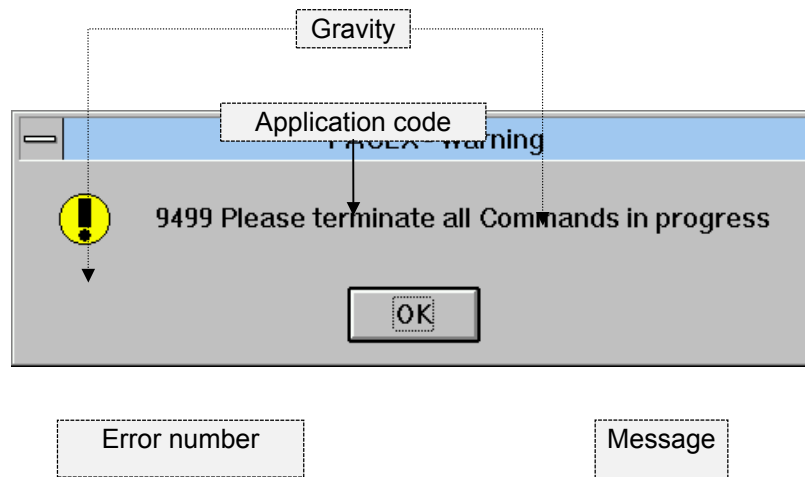 Gravity
Application code
Warning
9499 Please terminate all Commands in progress
OK
Error number
Message